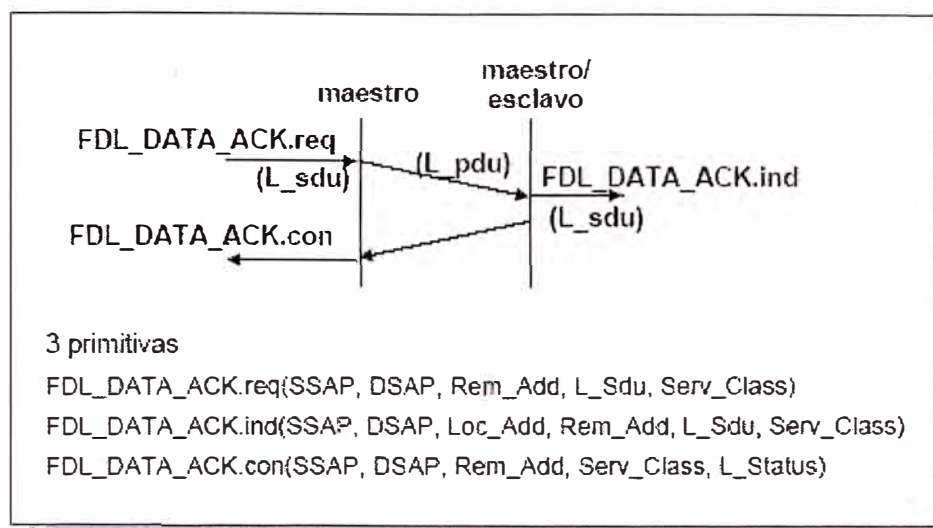 maestro
maestro/
esclavo
FDL_DATA_ACK.req
(L_sdu)
(L_pdu)
FDL_DATA_ACK.ind
(L_sdu)
FDL_DATA_ACK.con
3 primitivas
FDL_DATA_ACK.req(SSAP, DSAP, Rem_Add, L_Sdu, Serv_Class)
FDL_DATA_ACK.ind(SSAP, DSAP, Loc_Add, Rem_Add, L_Sdu, Serv_Class)
FDL_DATA_ACK.con(SSAP, DSAP, Rem_Add, Serv_Class, L_Status)